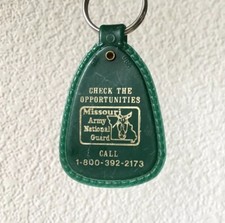 CHECK THE
OPPORTUNITIES
Missouri
Army
National
Guard
CALL
1-800-392-2173